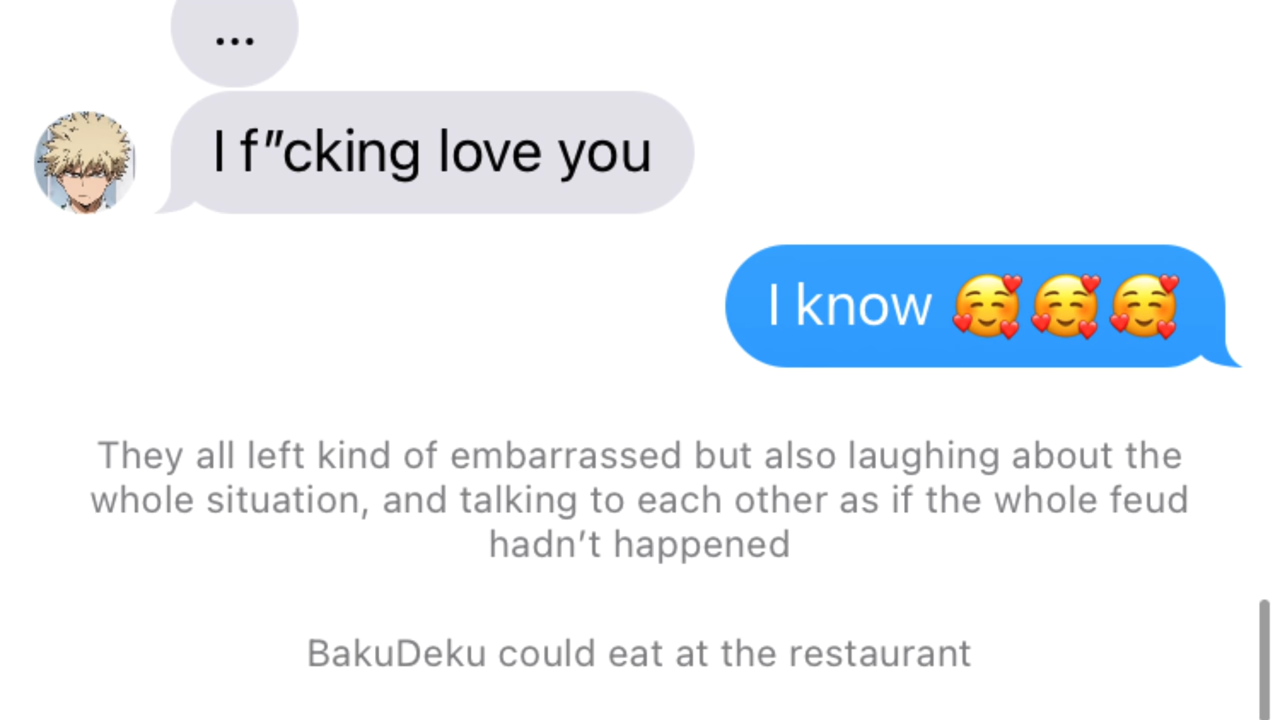 ...
I f"cking love you
I know 🥰🥰🥰
They all left kind of embarrassed but also laughing about the
whole situation, and talking to each other as if the whole feud
hadn't happened
BakuDeku could eat at the restaurant